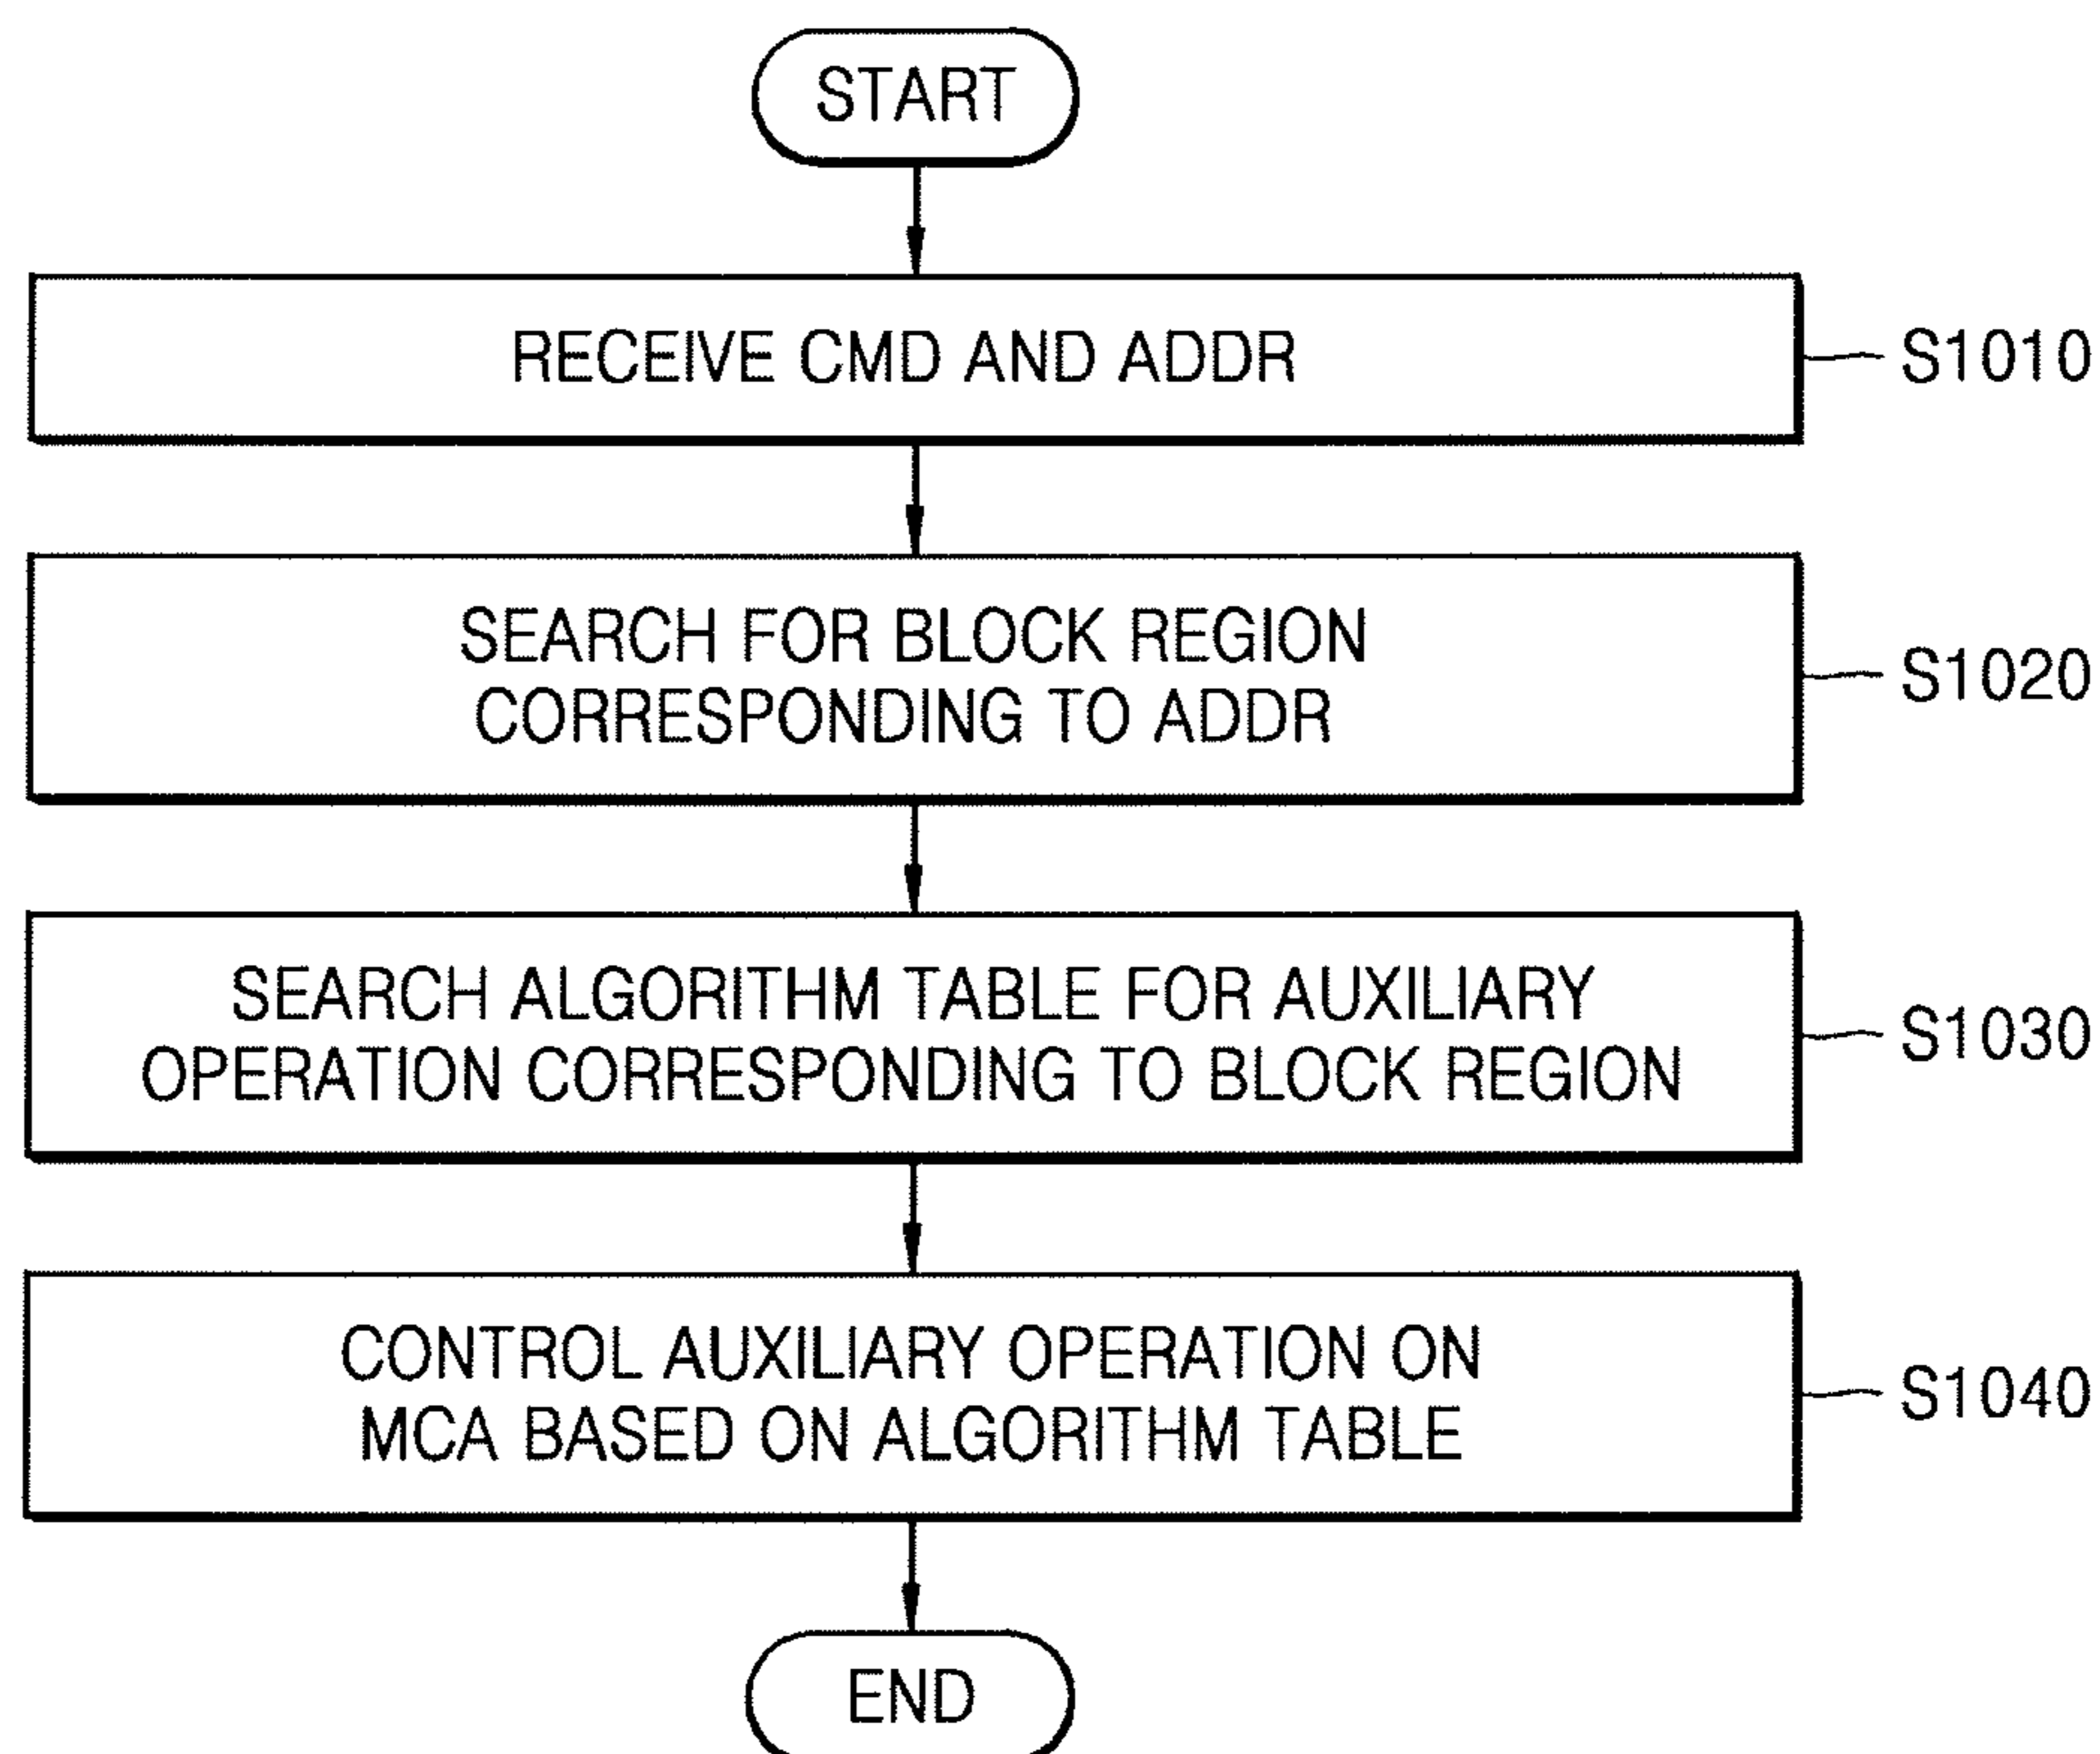 START
RECEIVE CMD AND ADDR
S1010
SEARCH FOR BLOCK REGION
CORRESPONDING TO ADDR
S1020
SEARCH ALGORITHM TABLE FOR AUXILIARY
OPERATION CORRESPONDING TO BLOCK REGION
S1030
CONTROL AUXILIARY OPERATION ON
MCA BASED ON ALGORITHM TABLE
S1040
END